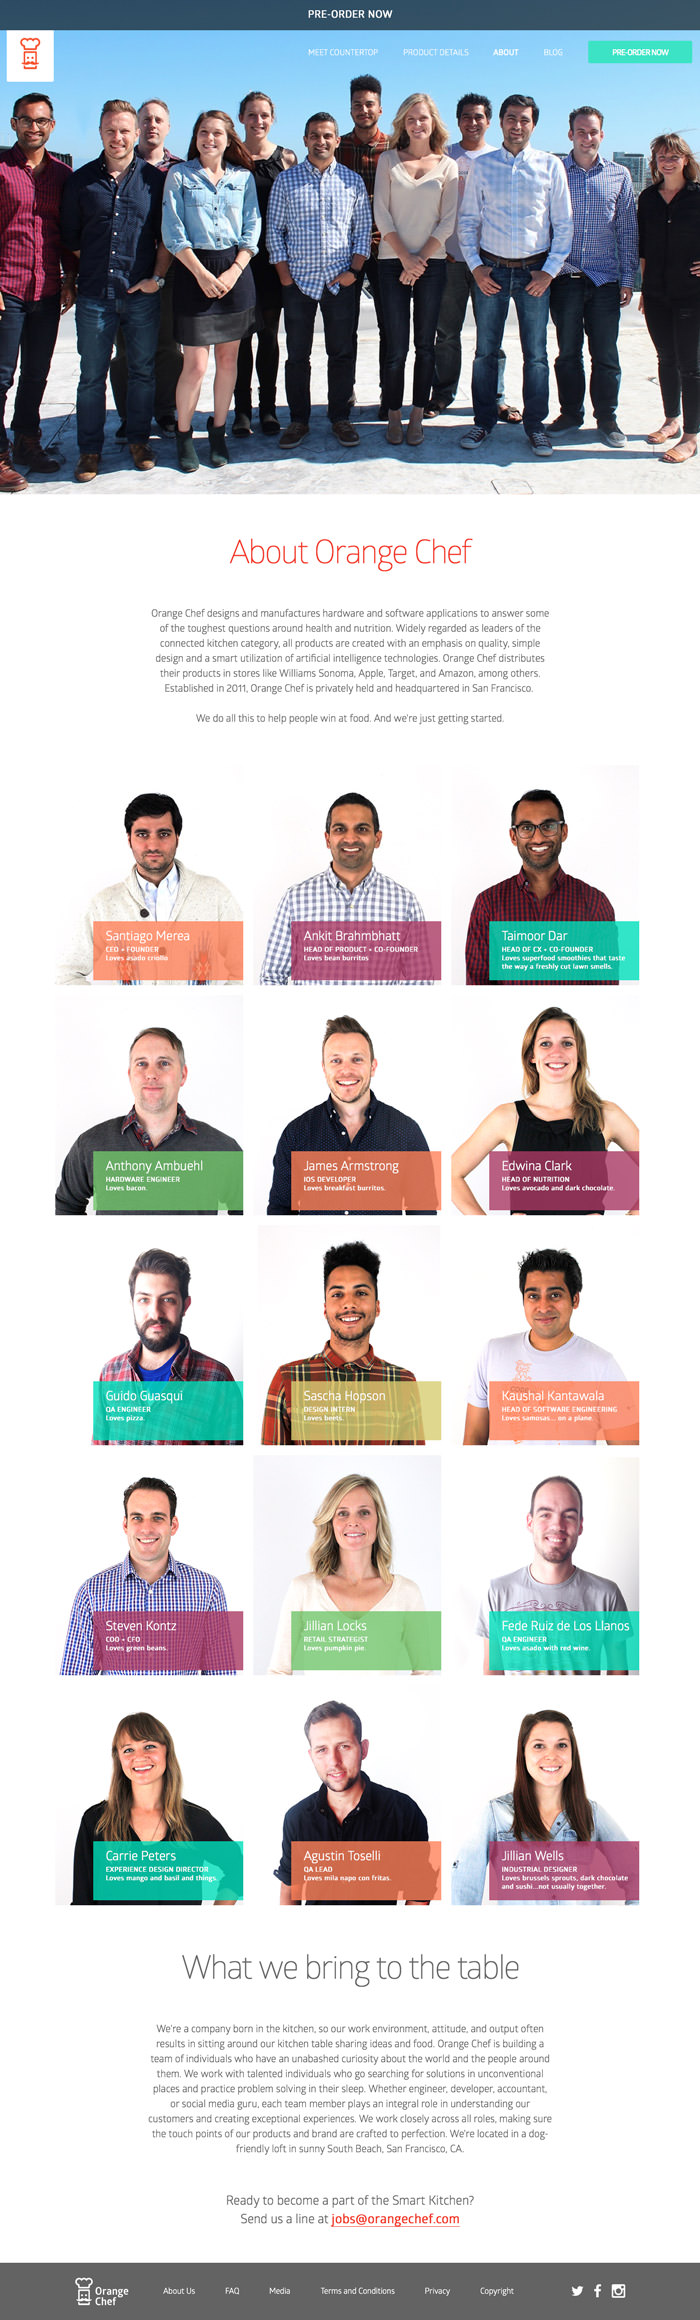 PRE-ORDER NOW
MEET COUNTERTOP PRODUCT DETAILS ABOUT BLOG PRE-ORDER NOW
About Orange Chef
Orange Chef designs and manufactures hardware and software applications to answer some
of the toughest questions around health and nutrition. Widely regarded as leaders of the
connected kitchen category, all products are created with an emphasis on quality, simple
design and a smart utilization of artificial intelligence technologies. Orange Chef distributes
their products in stores like Williams Sonoma, Apple, Target, and Amazon, among others.
Established in 2011, Orange Chef is privately held and headquartered in San Francisco.
We do all this to help people win at food. And we're just getting started.
Santiago Merea
CEO + FOUNDER
Loves asado criollo
Ankit Brahmbhatt
HEAD OF PRODUCT + CO-FOUNDER
Loves bean burritos
Taimoor Dar
HEAD OF CX + CO-FOUNDER
Loves superfood smoothies that taste
the way a freshly cut lawn smells.
Anthony Ambuehl
HARDWARE ENGINEER
Loves bacon.
James Armstrong
IOS DEVELOPER
Loves breakfast burritos.
Edwina Clark
HEAD OF NUTRITION
Loves avocado and dark chocolate.
Guido Guasqui
QA ENGINEER
Loves pizza.
Sascha Hopson
DESIGN INTERN
Loves beets.
Kaushal Kantawala
HEAD OF SOFTWARE ENGINEERING
Loves samosas... on a plane.
Steven Kontz
COO + CFO
Loves green beans.
Jillian Locks
RETAIL STRATEGIST
Loves pumpkin pie.
Fede Ruiz de Los Llanos
QA ENGINEER
Loves asado with red wine.
Carrie Peters
EXPERIENCE DESIGN DIRECTOR
Loves mango and basil and things.
Agustin Toselli
QA LEAD
Loves mila napo con fritas.
Jillian Wells
INDUSTRIAL DESIGNER
Loves brussels sprouts, dark chocolate
and sushi...not usually together.
What we bring to the table
We're a company born in the kitchen, so our work environment, attitude, and output often
results in sitting around our kitchen table sharing ideas and food. Orange Chef is building a
team of individuals who have an unabashed curiosity about the world and the people around
them. We work with talented individuals who go searching for solutions in unconventional
places and practice problem solving in their sleep. Whether engineer, developer, accountant,
or social media guru, each team member plays an integral role in understanding our
customers and creating exceptional experiences. We work closely across all roles, making sure
the touch points of our products and brand are crafted to perfection. We're located in a dog-
friendly loft in sunny South Beach, San Francisco, CA.
Ready to become a part of the Smart Kitchen?
Send us a line at jobs@orangechef.com
Orange
Chef
About Us FAQ Media Terms and Conditions Privacy Copyright